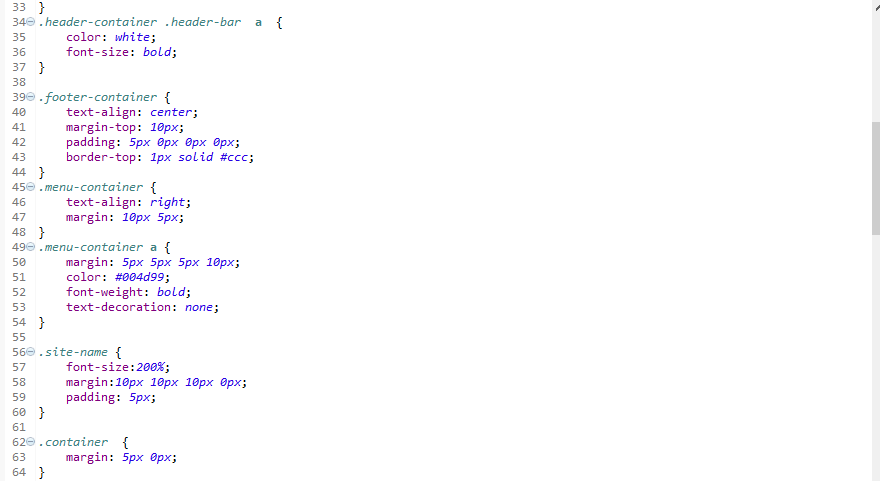 33 }
34 .header-container .header-bar  a  {
35     color: white;
36     font-size: bold;
37 }
38
39 .footer-container {
40     text-align: center;
41     margin-top: 10px;
42     padding: 5px 0px 0px 0px;
43     border-top: 1px solid #ccc;
44 }
45 .menu-container {
46     text-align: right;
47     margin: 10px 5px;
48 }
49 .menu-container a {
50     margin: 5px 5px 5px 10px;
51     color: #004d99;
52     font-weight: bold;
53     text-decoration: none;
54 }
55
56 .site-name {
57     font-size:200%;
58     margin:10px 10px 10px 0px;
59     padding: 5px;
60 }
61
62 .container  {
63     margin: 5px 0px;
64 }